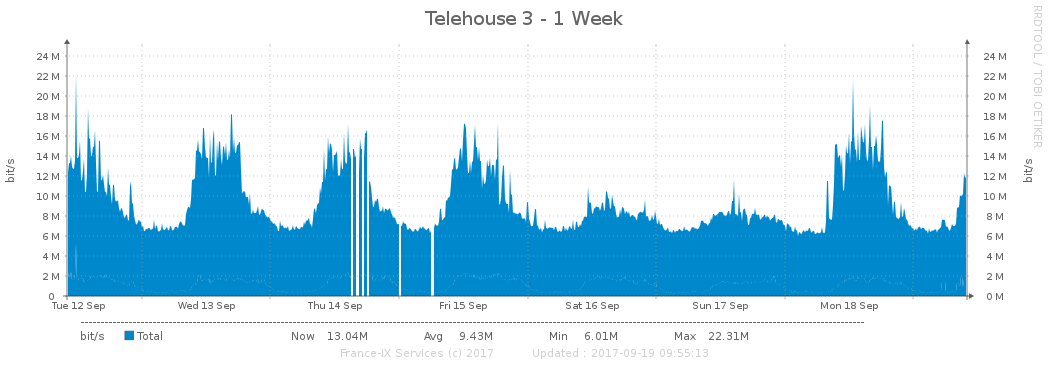 Telehouse 3 - 1 Week
RRDTOOL / TOBI OETIKER
bit/s
24 M 24 M
22 M 22 M
20 M 20 M
18 M 18 M
16 M 16 M
14 M 14 M
12 M 12 M
10 M 10 M
8 M 8 M
6 M 6 M
4 M 4 M
2 M 2 M
0 0 M
bit/s
Tue 12 Sep Wed 13 Sep Thu 14 Sep Fri 15 Sep Sat 16 Sep Sun 17 Sep Mon 18 Sep
bit/s Total Now 13.04M Avg 9.43M Min 6.01M Max 22.31M
France-IX Services (c) 2017 Updated : 2017-09-19 09:55:13